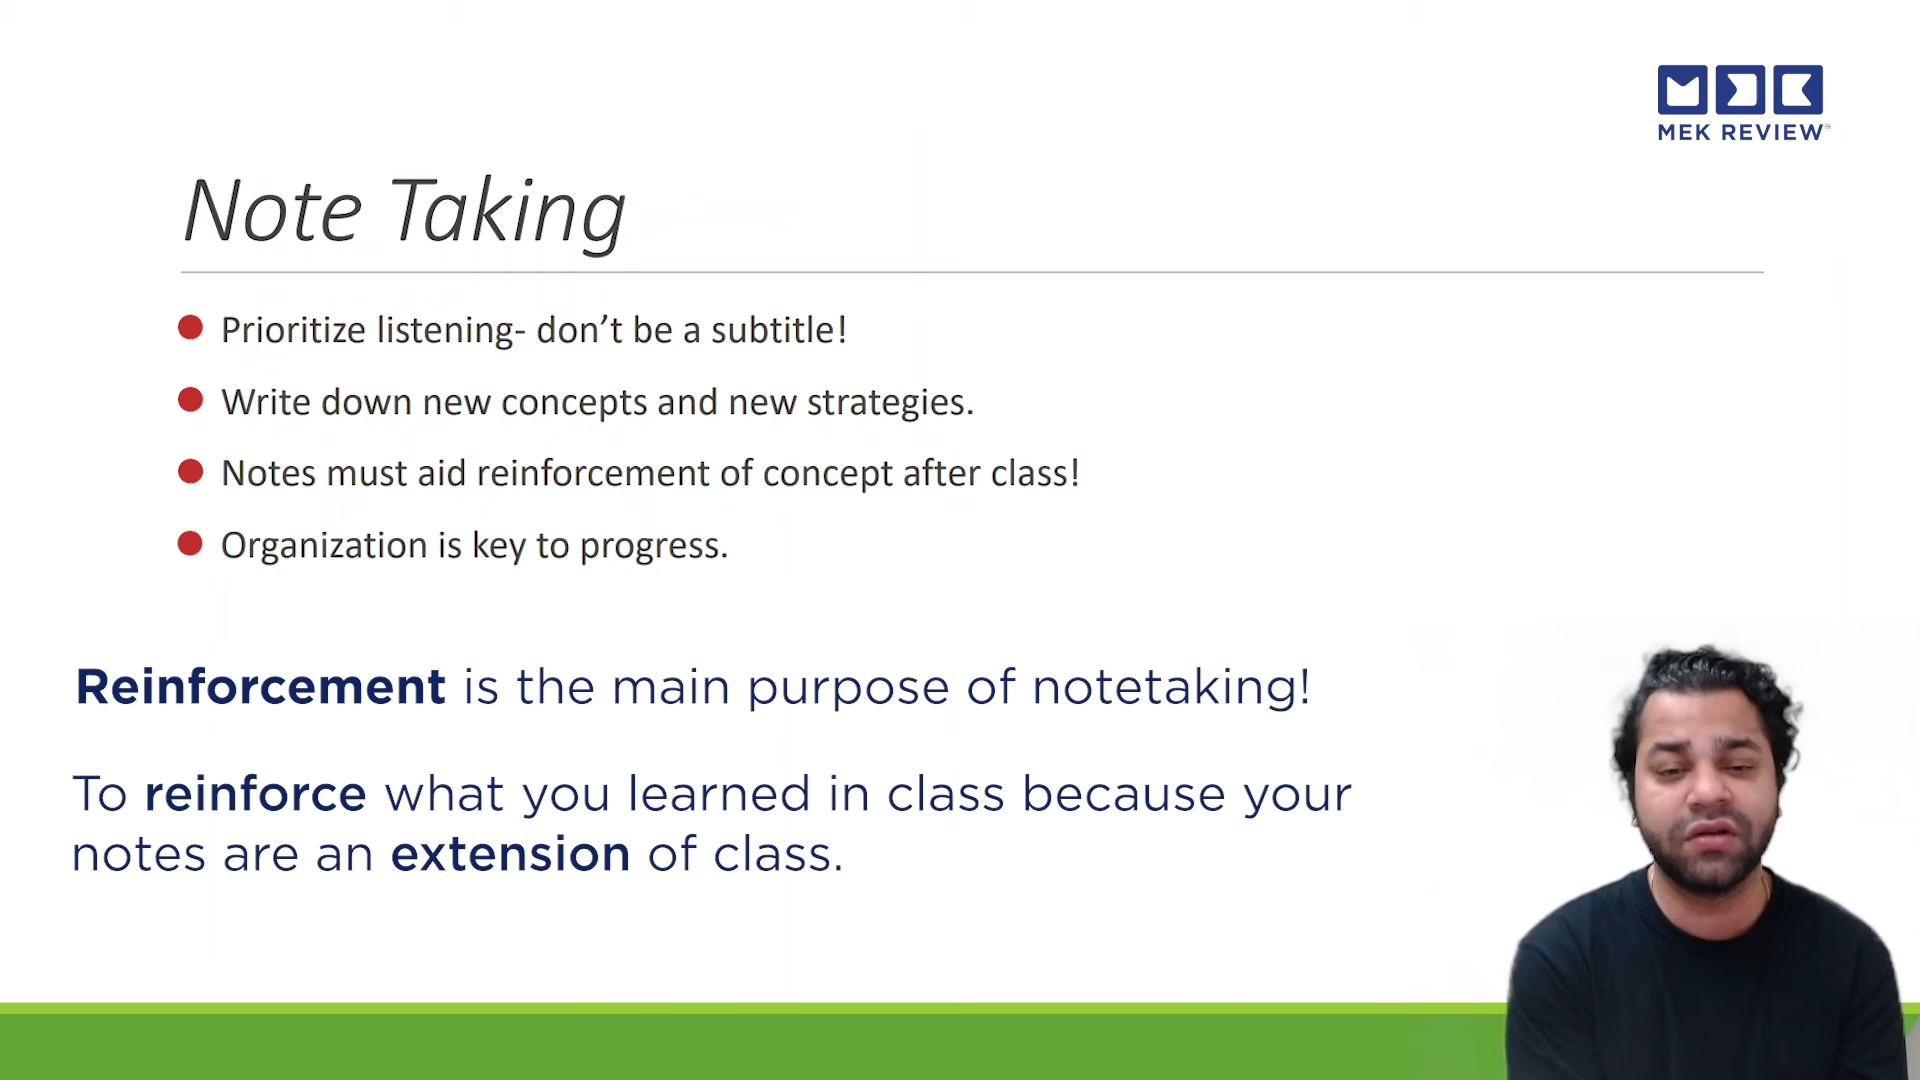 MEK REVIEW
Note Taking
Prioritize listening- don’t be a subtitle!
Write down new concepts and new strategies.
Notes must aid reinforcement of concept after class!
Organization is key to progress.
Reinforcement is the main purpose of notetaking!
To reinforce what you learned in class because your
notes are an extension of class.